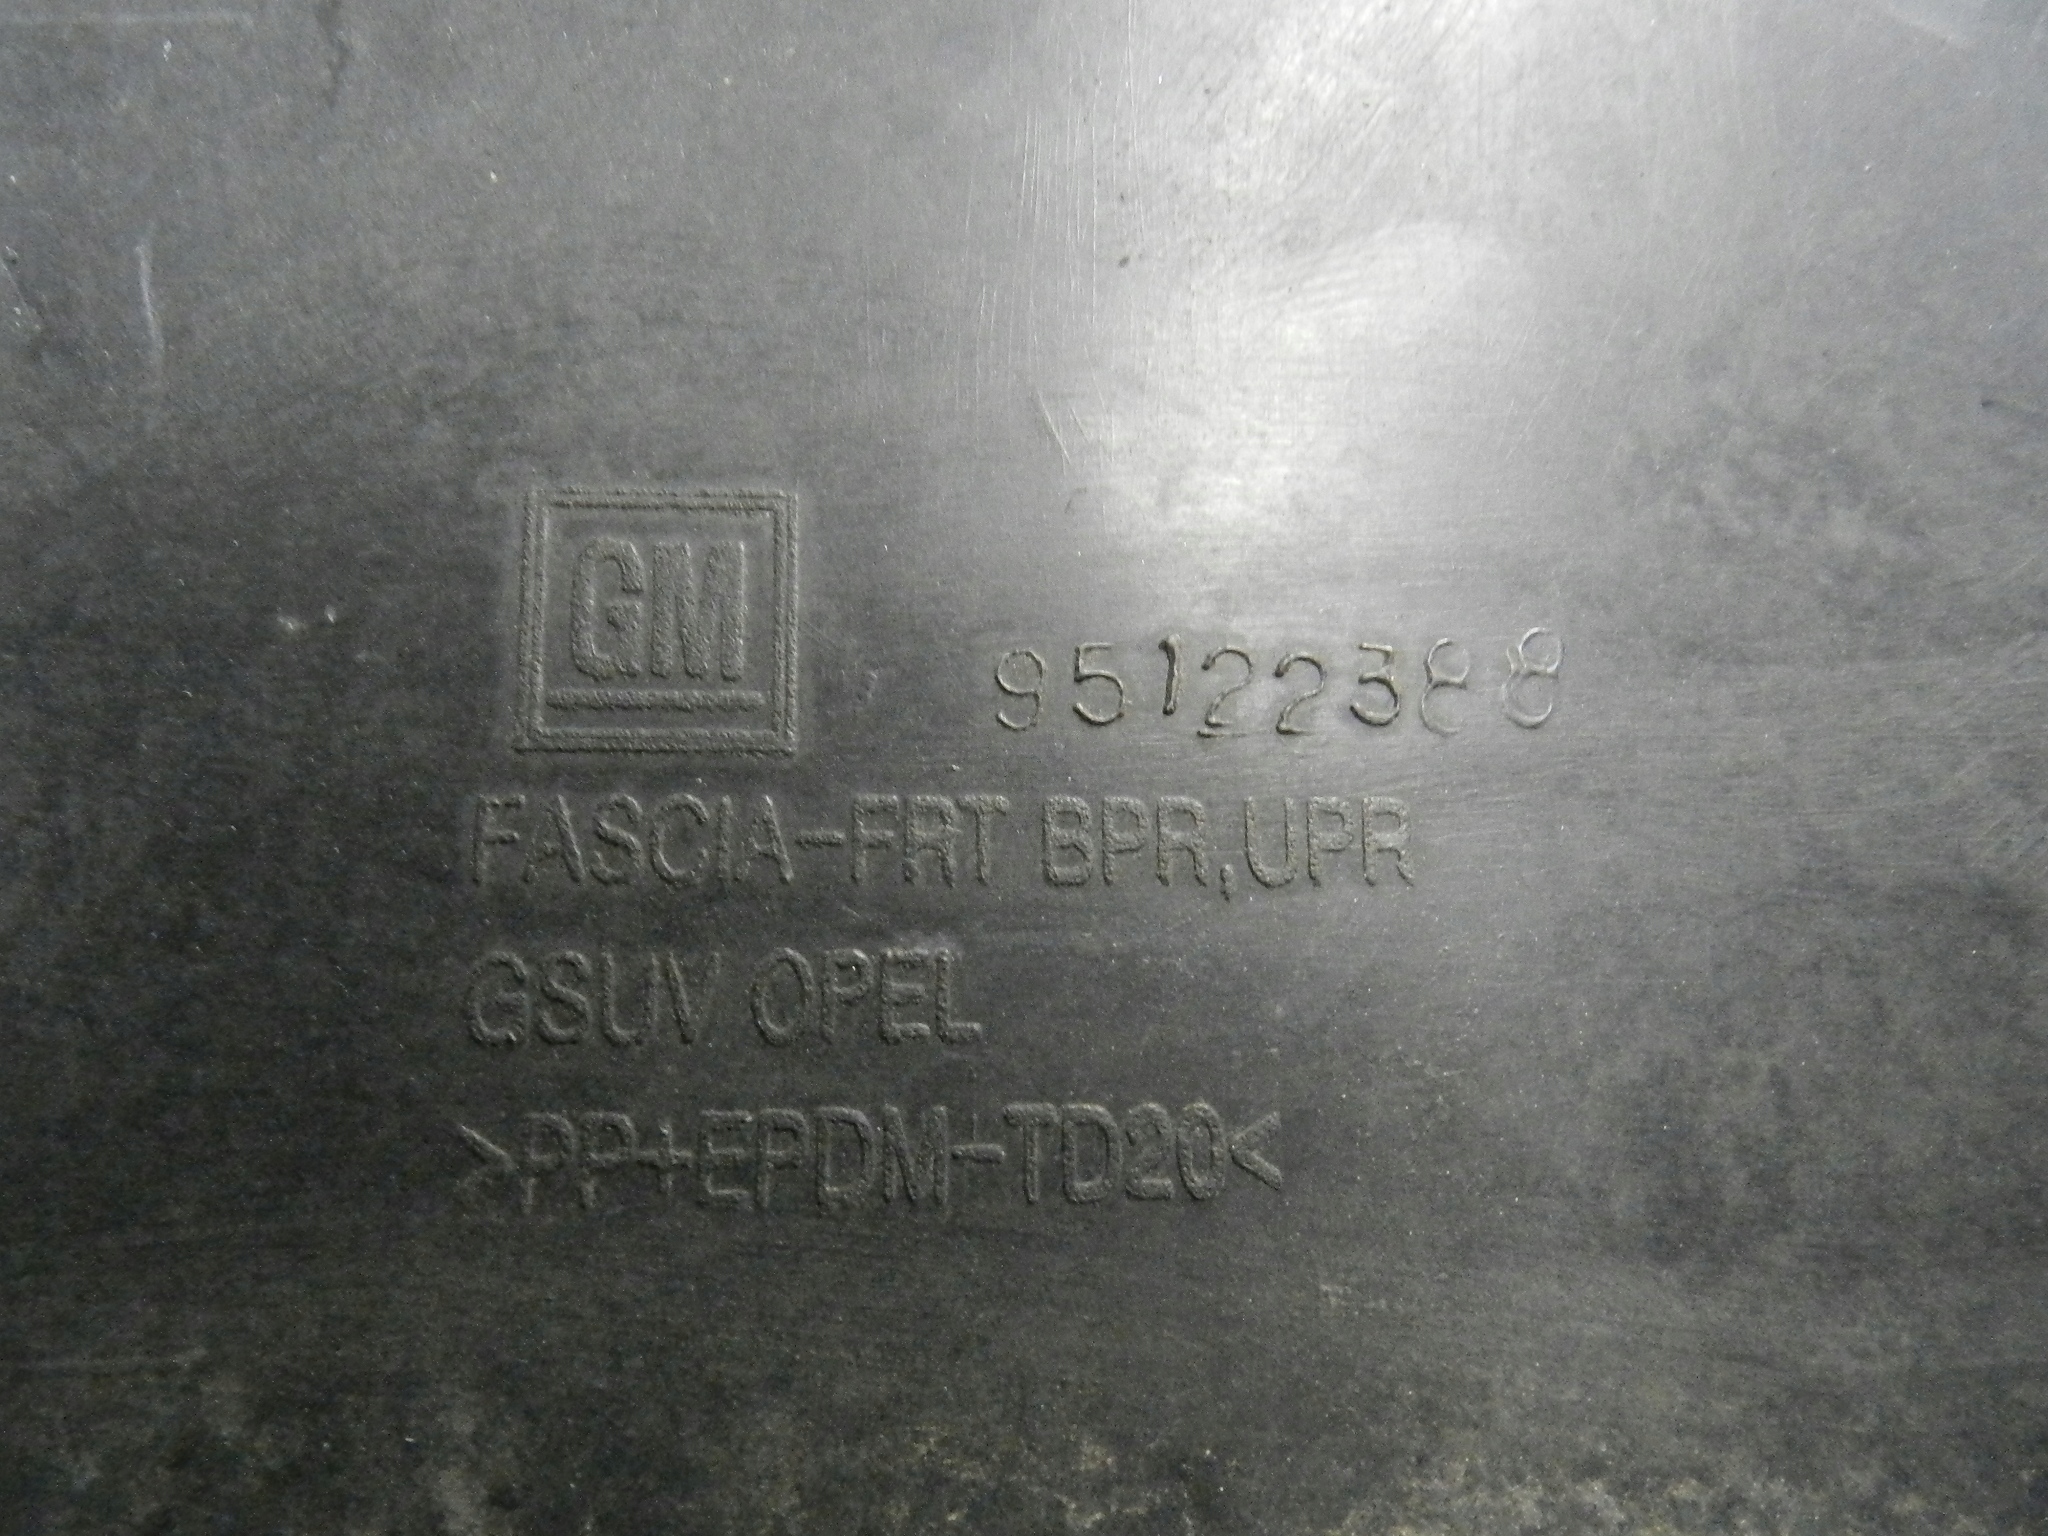 GM
95122388
FASCIA-FRT BPR,UPR
GSUV OPEL
>PP+EPDM-TD20<